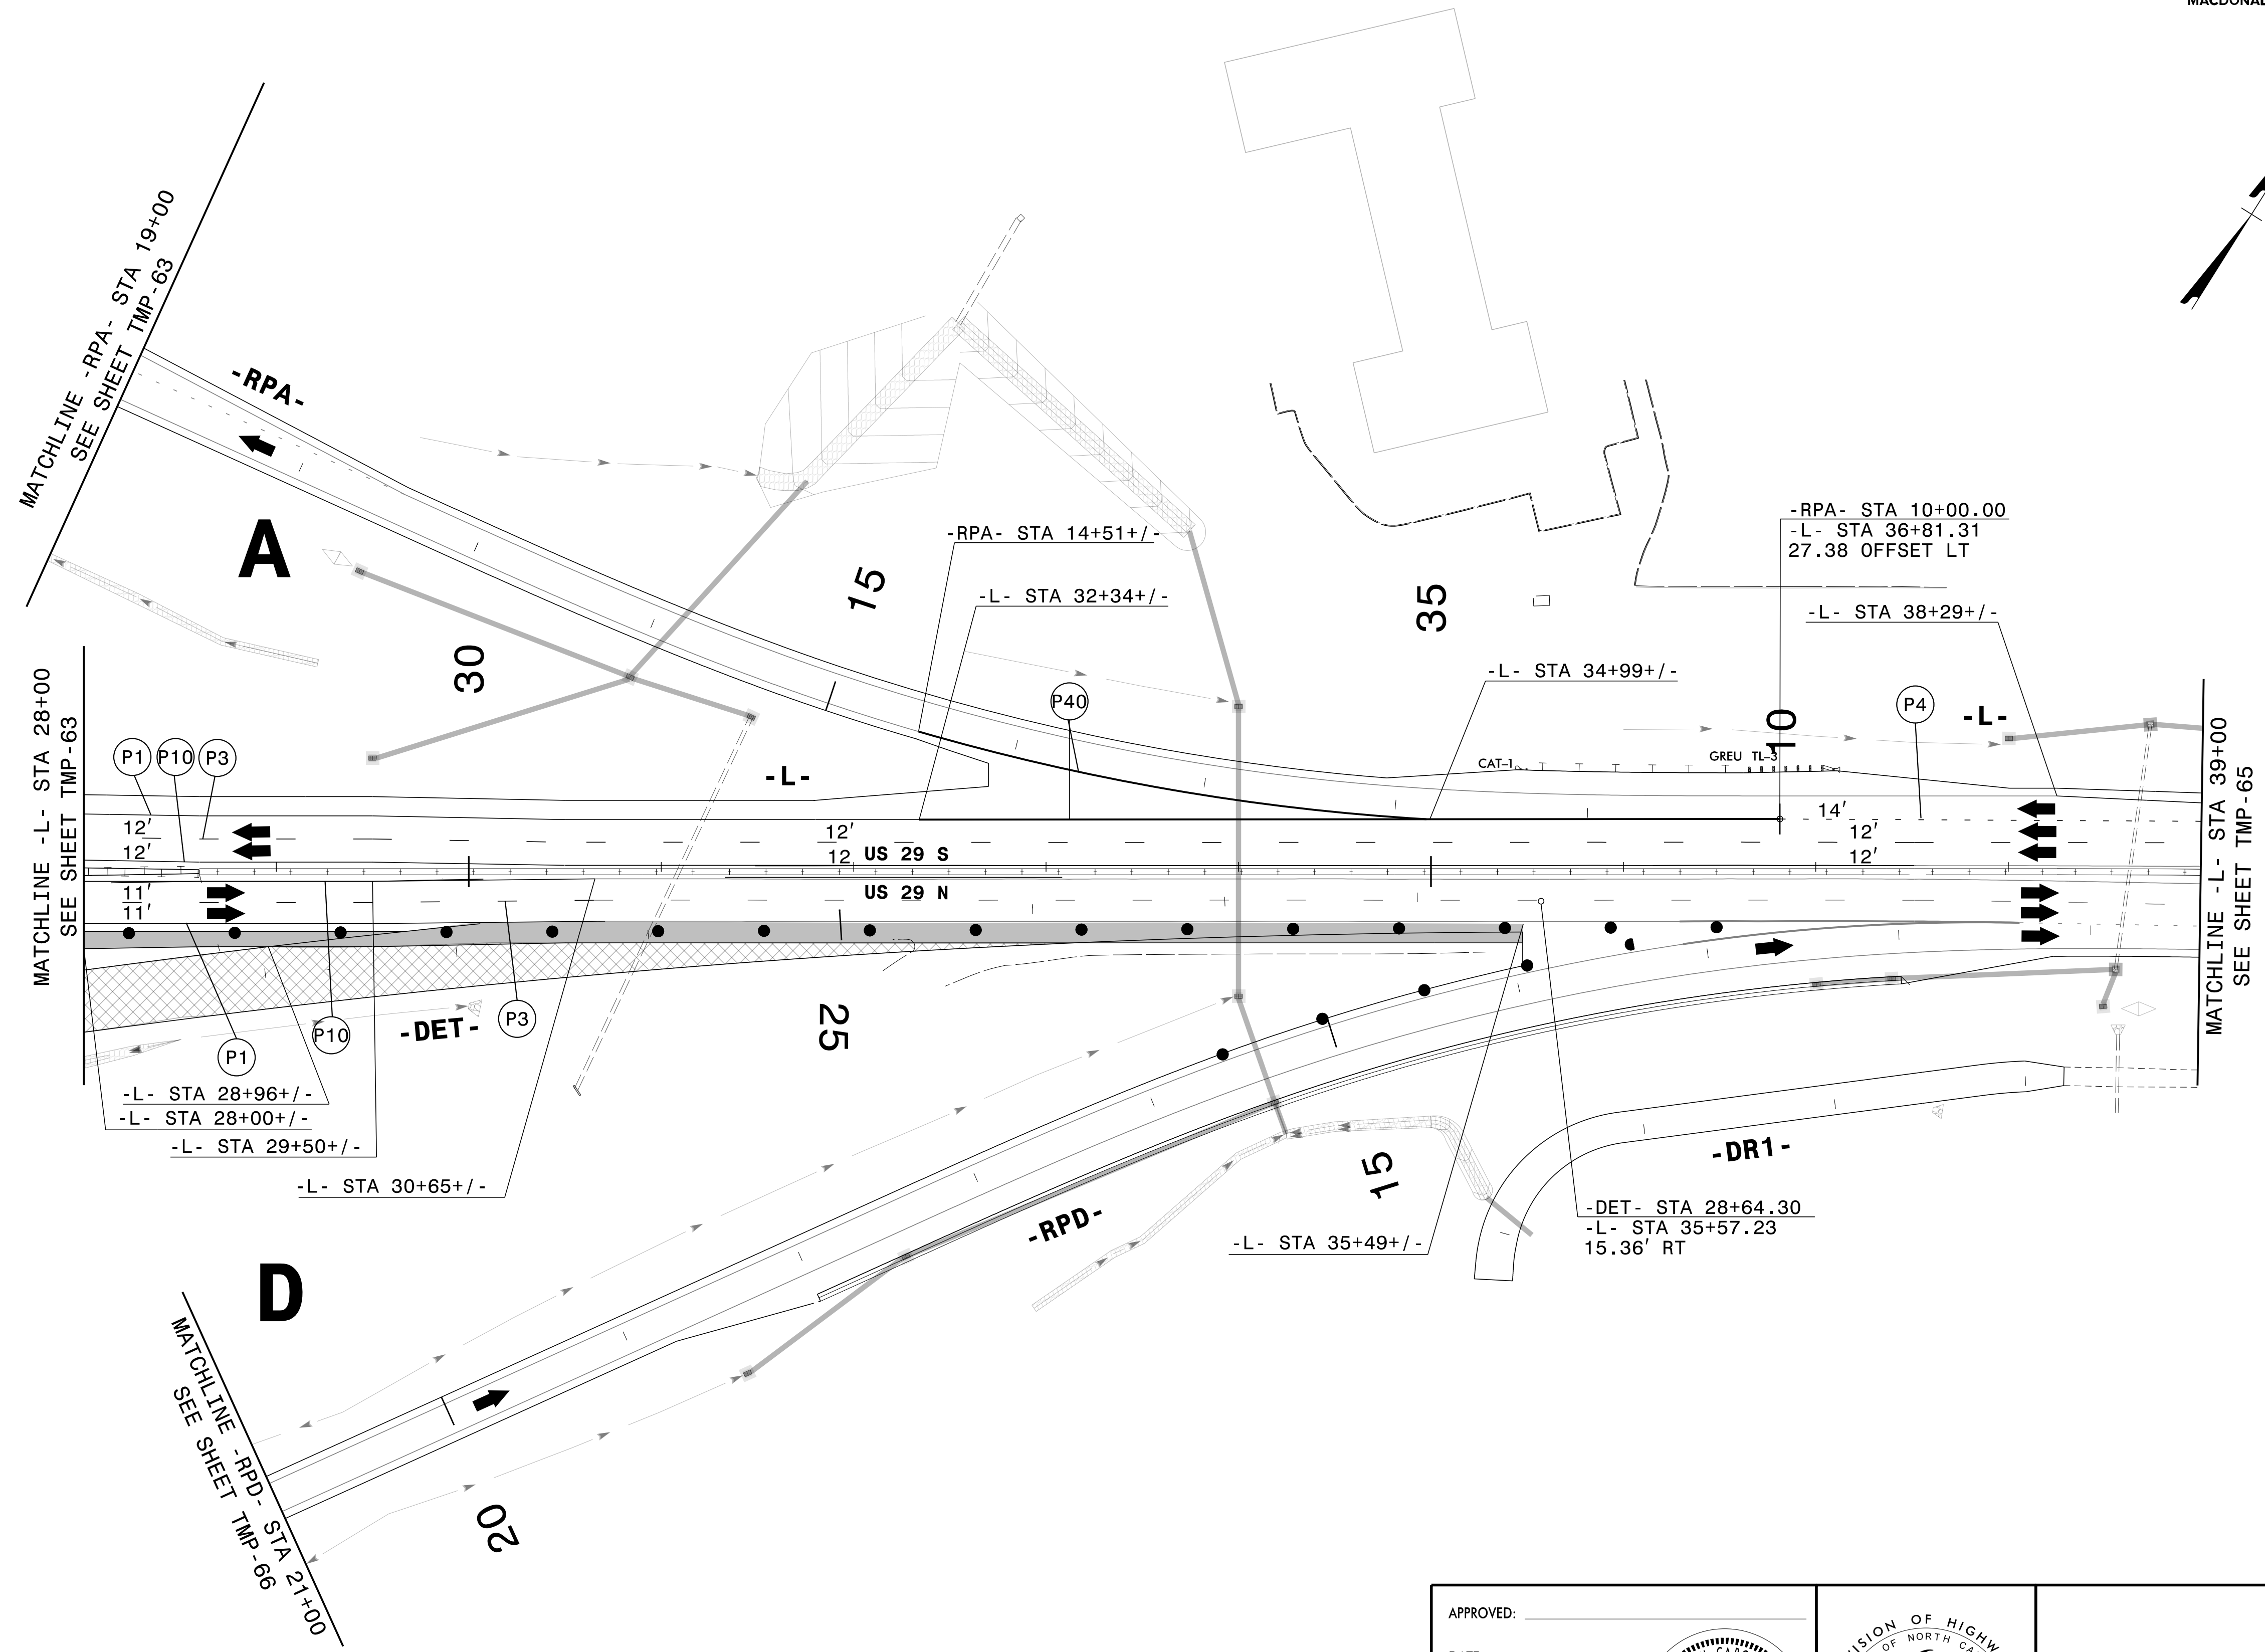 MATCHLINE -RPA- STA 19+00
SEE SHEET TMP-63
-RPA-
A
-RPA- STA 14+51+/-
15
-L- STA 32+34+/-
35
-RPA- STA 10+00.00
-L- STA 36+81.31
27.38 OFFSET LT
-L- STA 38+29+/-
-L- STA 34+99+/-
30
P40
10
P4
-L-
MATCHLINE -L- STA 28+00
SEE SHEET TMP-63
P1
P10
P3
-L-
CAT-1
GREU TL-3
MATCHLINE -L- STA 39+00
SEE SHEET TMP-65
12'
12'
12'
12
US 29 S
14'
12'
12'
11'
11'
US 29 N
25
-DET-
P3
P10
P1
-L- STA 28+96+/-
-L- STA 28+00+/-
-L- STA 29+50+/-
-L- STA 30+65+/-
-DR1-
15
-RPD-
-L- STA 35+49+/-
-DET- STA 28+64.30
-L- STA 35+57.23
15.36' RT
D
MATCHLINE -RPD- STA 21+00
SEE SHEET TMP-66
20
APPROVED:
OF NORTH